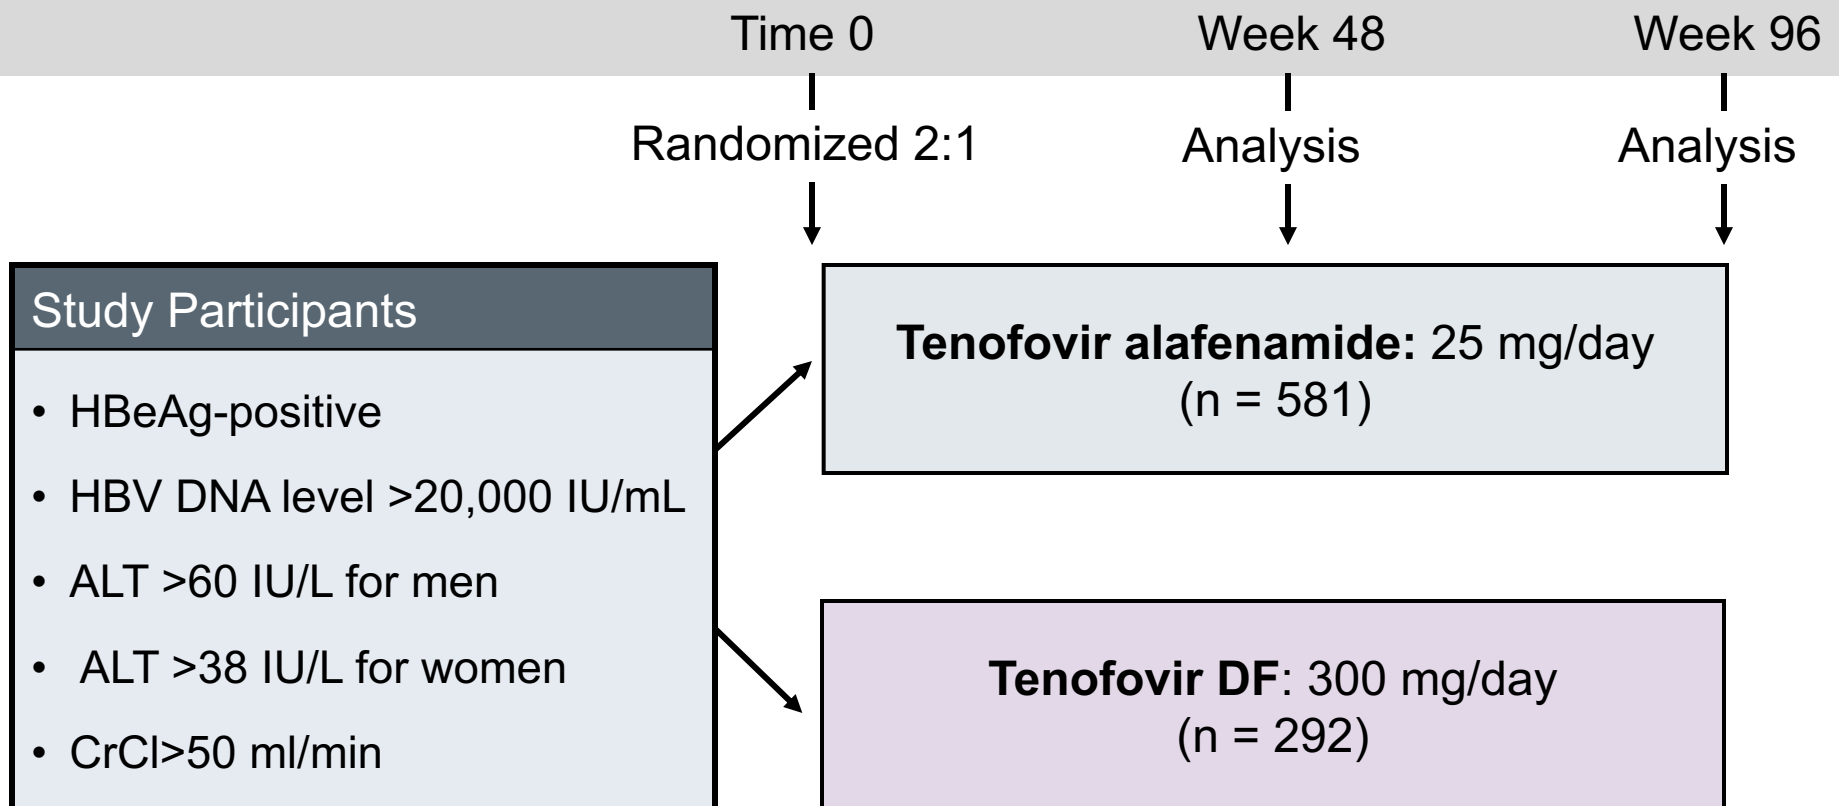 Time 0
Week 48
Week 96
Randomized 2:1
Analysis
Analysis
Study Participants
• HBeAg-positive
• HBV DNA level >20,000 IU/mL
• ALT >60 IU/L for men
• ALT >38 IU/L for women
• CrCl>50 ml/min
Tenofovir alafenamide: 25 mg/day
(n = 581)
Tenofovir DF: 300 mg/day
(n = 292)